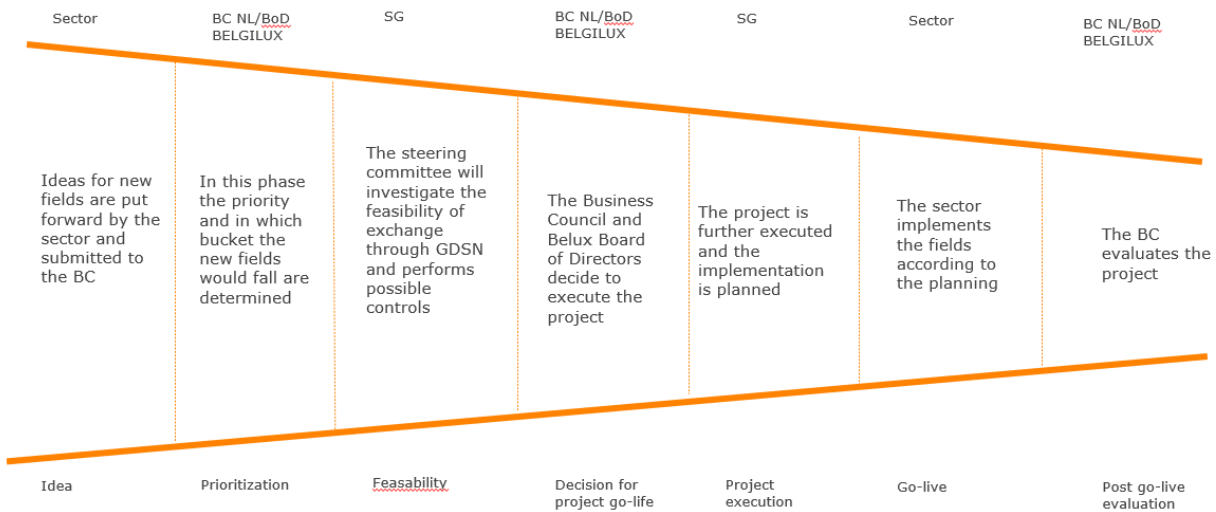 Sector
BC NL/BoD
BELGILUX
SG
BC NL/BoD
BELGILUX
SG
Sector
BC NL/BoD
BELGILUX
Ideas for new
fields are put
forward by the
sector and
submitted to
the BC
In this phase
the priority
and in which
bucket the
new fields
would fall are
determined
The steering
committee will
investigate the
feasibility of
exchange
through GDSN
and performs
possible
controls
The Business
Council and
Belux Board
of Directors
decide to
execute the
project
The project is
further executed
and the
implementation
is planned
The sector
implements
the fields
according to
the planning
The BC
evaluates the
project
Idea
Prioritization
Feasability
Decision for
project go-life
Project
execution
Go-live
Post go-live
evaluation